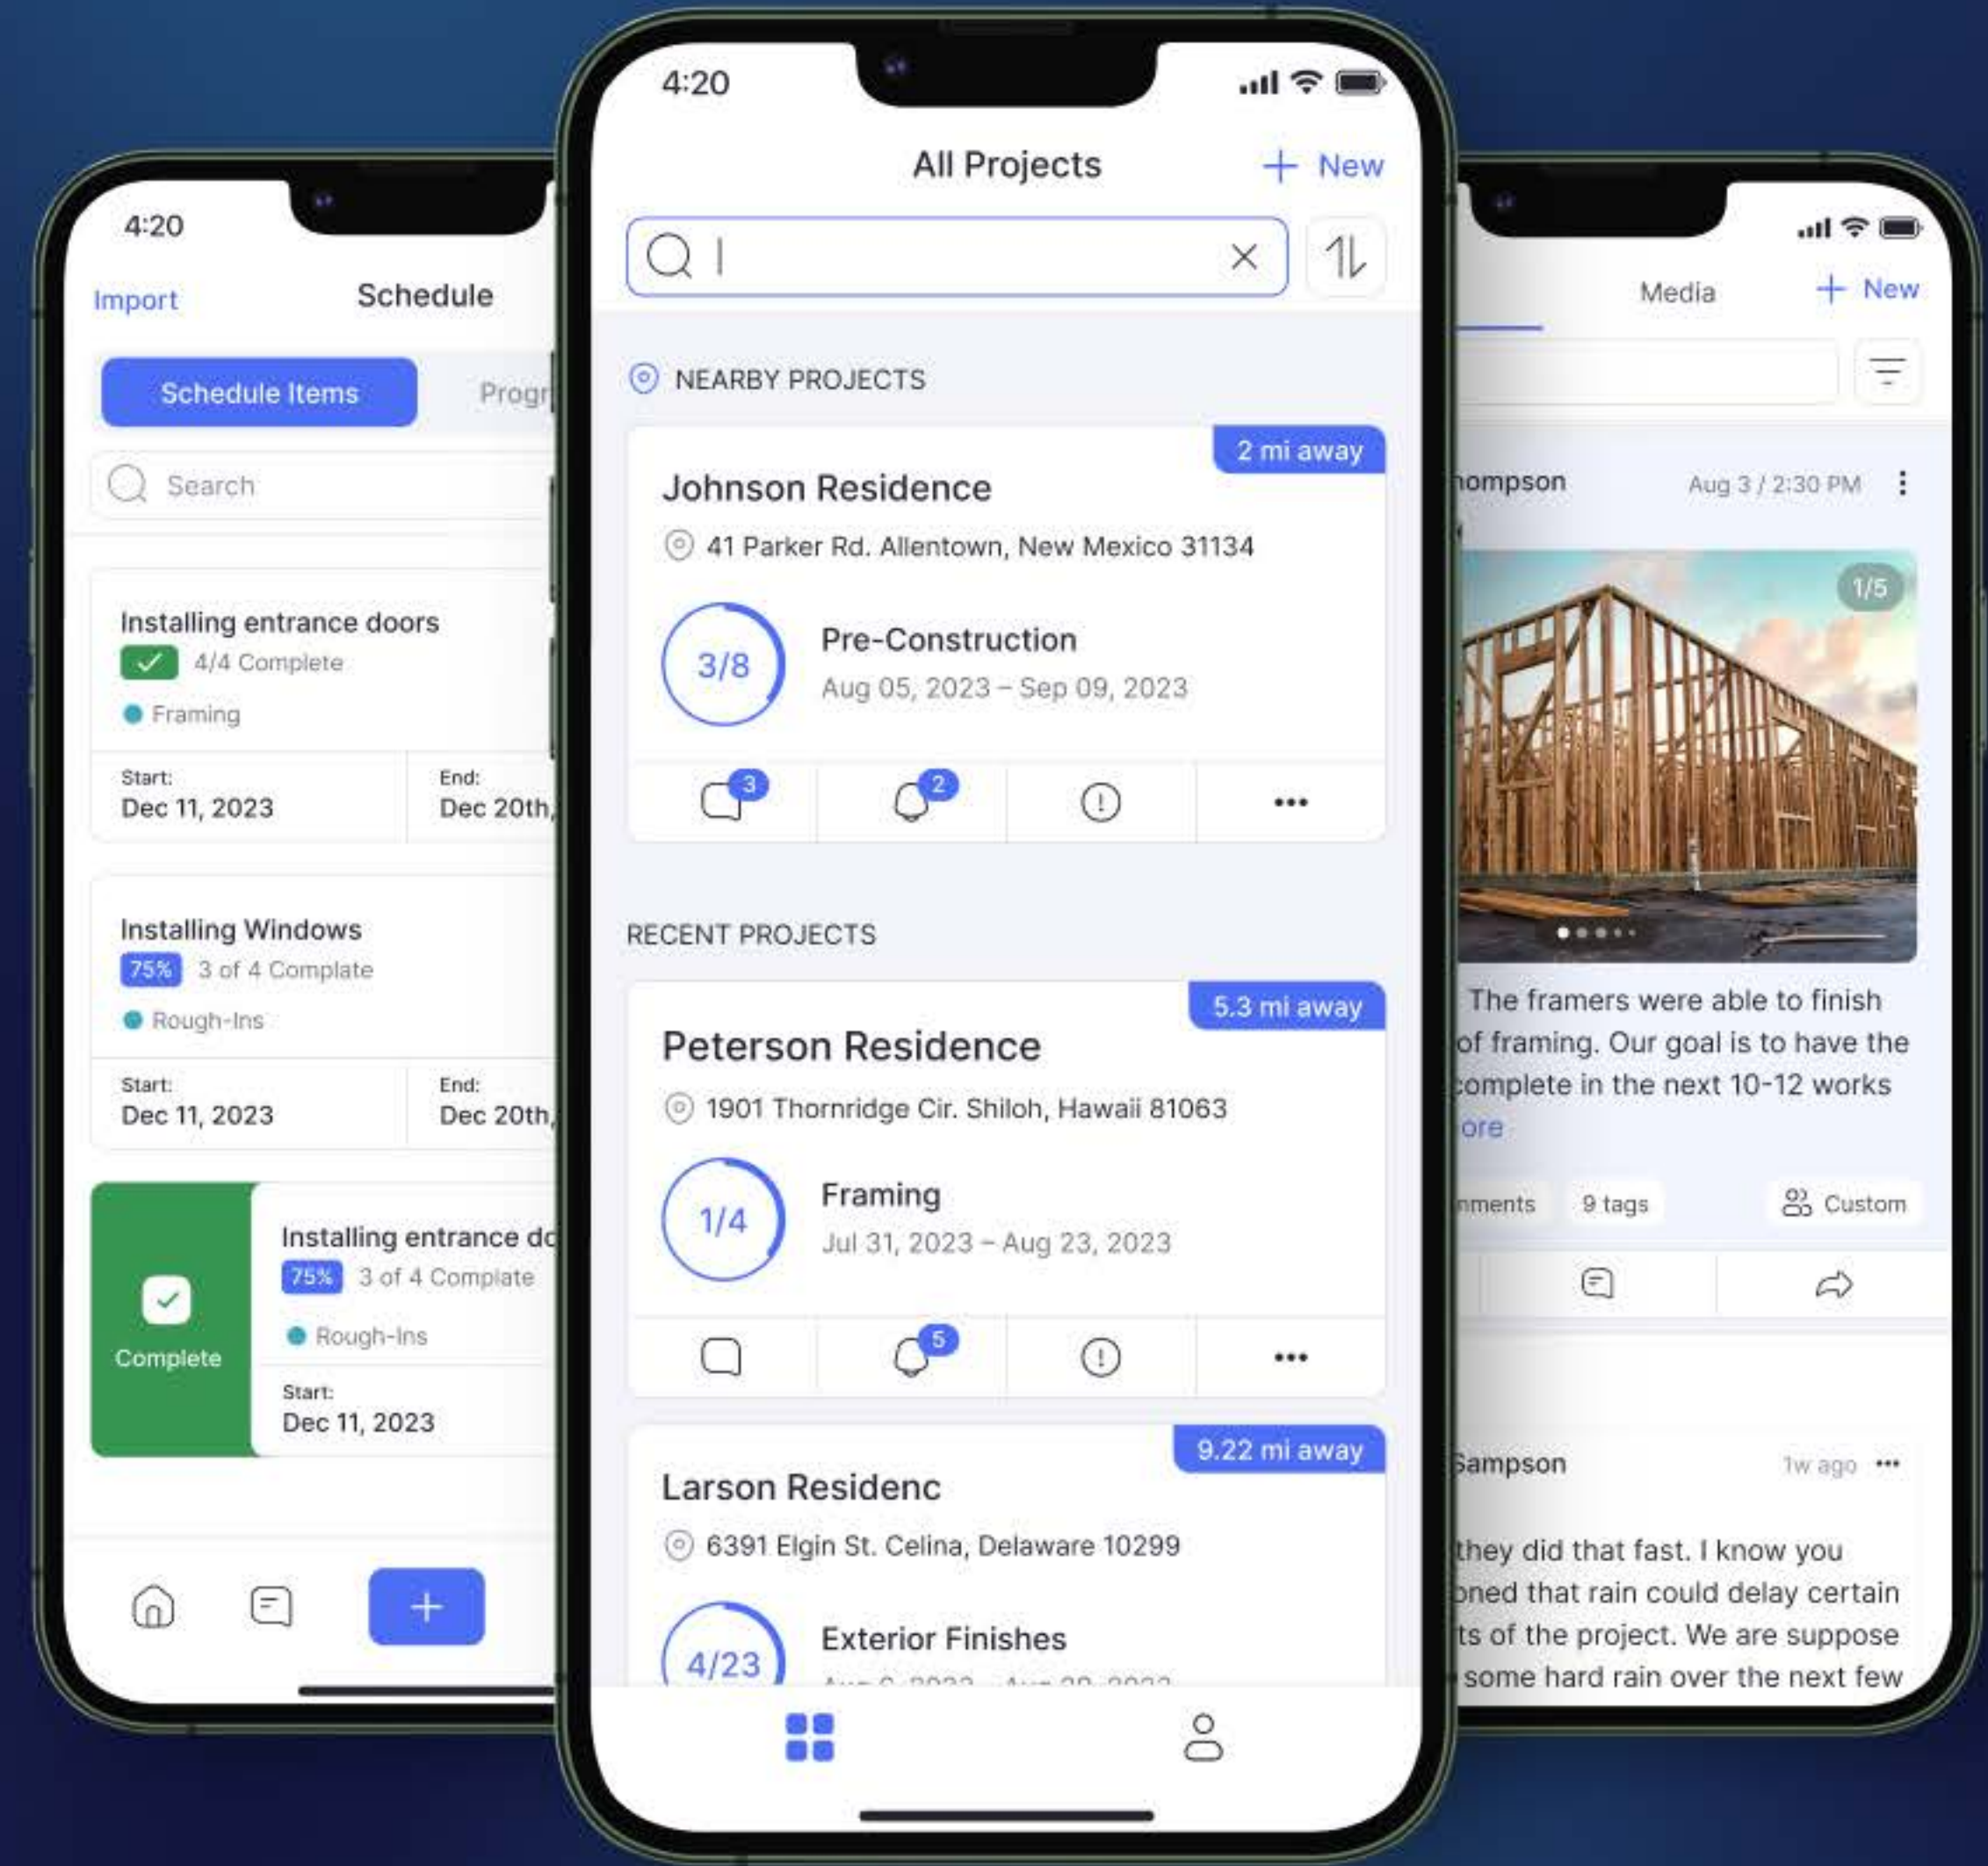 4:20
Import
Schedule
Schedule Items
Progr
Search
Installing entrance doors
4/4 Complete
Framing
Start:
End:
Dec 11, 2023
Dec 20th,
Installing Windows
75% 3 of 4 Complate
Rough-Ins
Start:
End:
Dec 11, 2023
Dec 20th,
Complete
Installing entrance do
75% 3 of 4 Complate
Rough-Ins
Start:
Dec 11, 2023
4:20
All Projects
+ New
NEARBY PROJECTS
2 mi away
Johnson Residence
41 Parker Rd. Allentown, New Mexico 31134
3/8
Pre-Construction
Aug 05, 2023 – Sep 09, 2023
3
2
RECENT PROJECTS
5.3 mi away
Peterson Residence
1901 Thornridge Cir. Shiloh, Hawaii 81063
1/4
Framing
Jul 31, 2023 – Aug 23, 2023
5
9.22 mi away
Larson Residenc
6391 Elgin St. Celina, Delaware 10299
4/23
Exterior Finishes
Media
+ New
hompson
Aug 3 / 2:30 PM
1/5
The framers were able to finish
of framing. Our goal is to have the
complete in the next 10-12 works
ore
nments
9 tags
Custom
Sampson
1w ago
they did that fast. I know you
oned that rain could delay certain
ts of the project. We are suppose
some hard rain over the next few